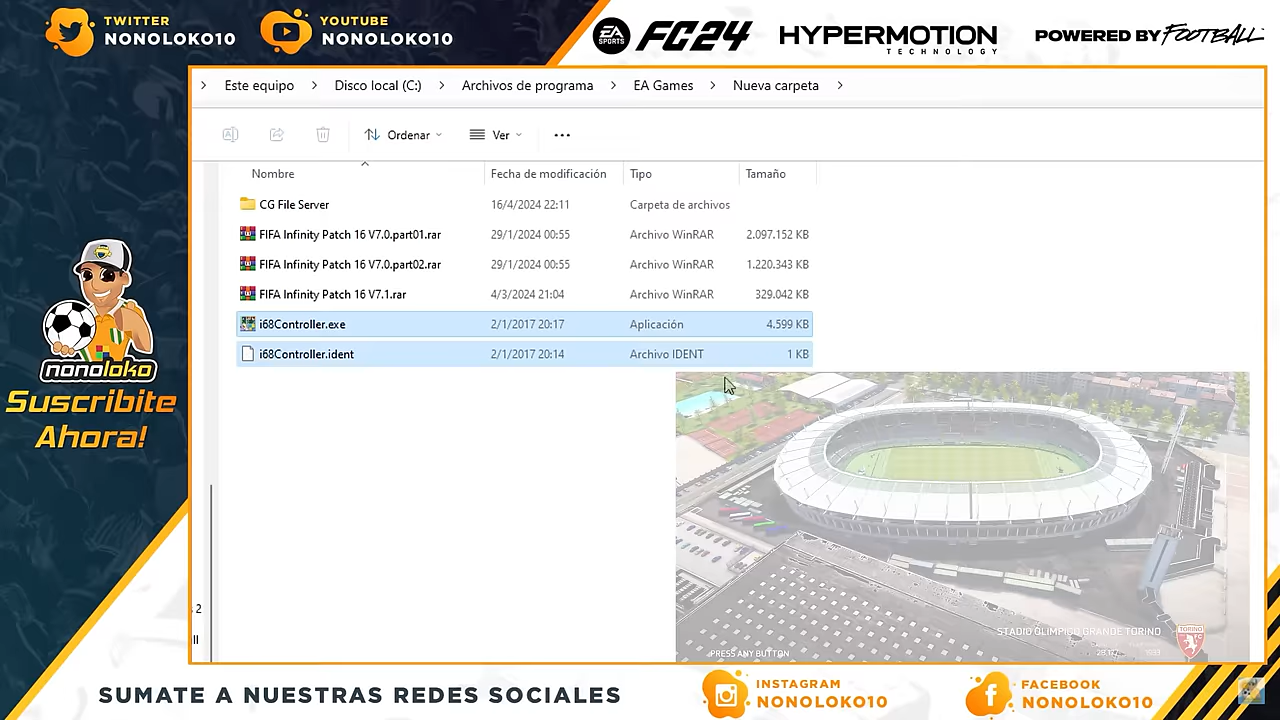 TWITTER
NONOLOKO10
YOUTUBE
NONOLOKO10
EA SPORTS
FC24
HYPERMOTION
TECHNOLOGY
POWERED BY FOOTBALL
Este equipo > Disco local (C:) > Archivos de programa > EA Games > Nueva carpeta >
Ordenar
Ver
Nombre Fecha de modificación Tipo Tamaño
CG File Server 16/4/2024 22:11 Carpeta de archivos
FIFA Infinity Patch 16 V7.0.part01.rar 29/1/2024 00:55 Archivo WinRAR 2.097.152 KB
FIFA Infinity Patch 16 V7.0.part02.rar 29/1/2024 00:55 Archivo WinRAR 1.220.343 KB
FIFA Infinity Patch 16 V7.1.rar 4/3/2024 21:04 Archivo WinRAR 329.042 KB
i68Controller.exe 2/1/2017 20:17 Aplicación 4.599 KB
i68Controller.ident 2/1/2017 20:14 Archivo IDENT 1 KB
nonoloko
Suscribite
Ahora!
2
II
STADIO OLIMPICO GRANDE TORINO
TORINO
PRESS ANY BUTTON
SUMATE A NUESTRAS REDES SOCIALES
INSTAGRAM
NONOLOKO10
FACEBOOK
NONOLOKO10